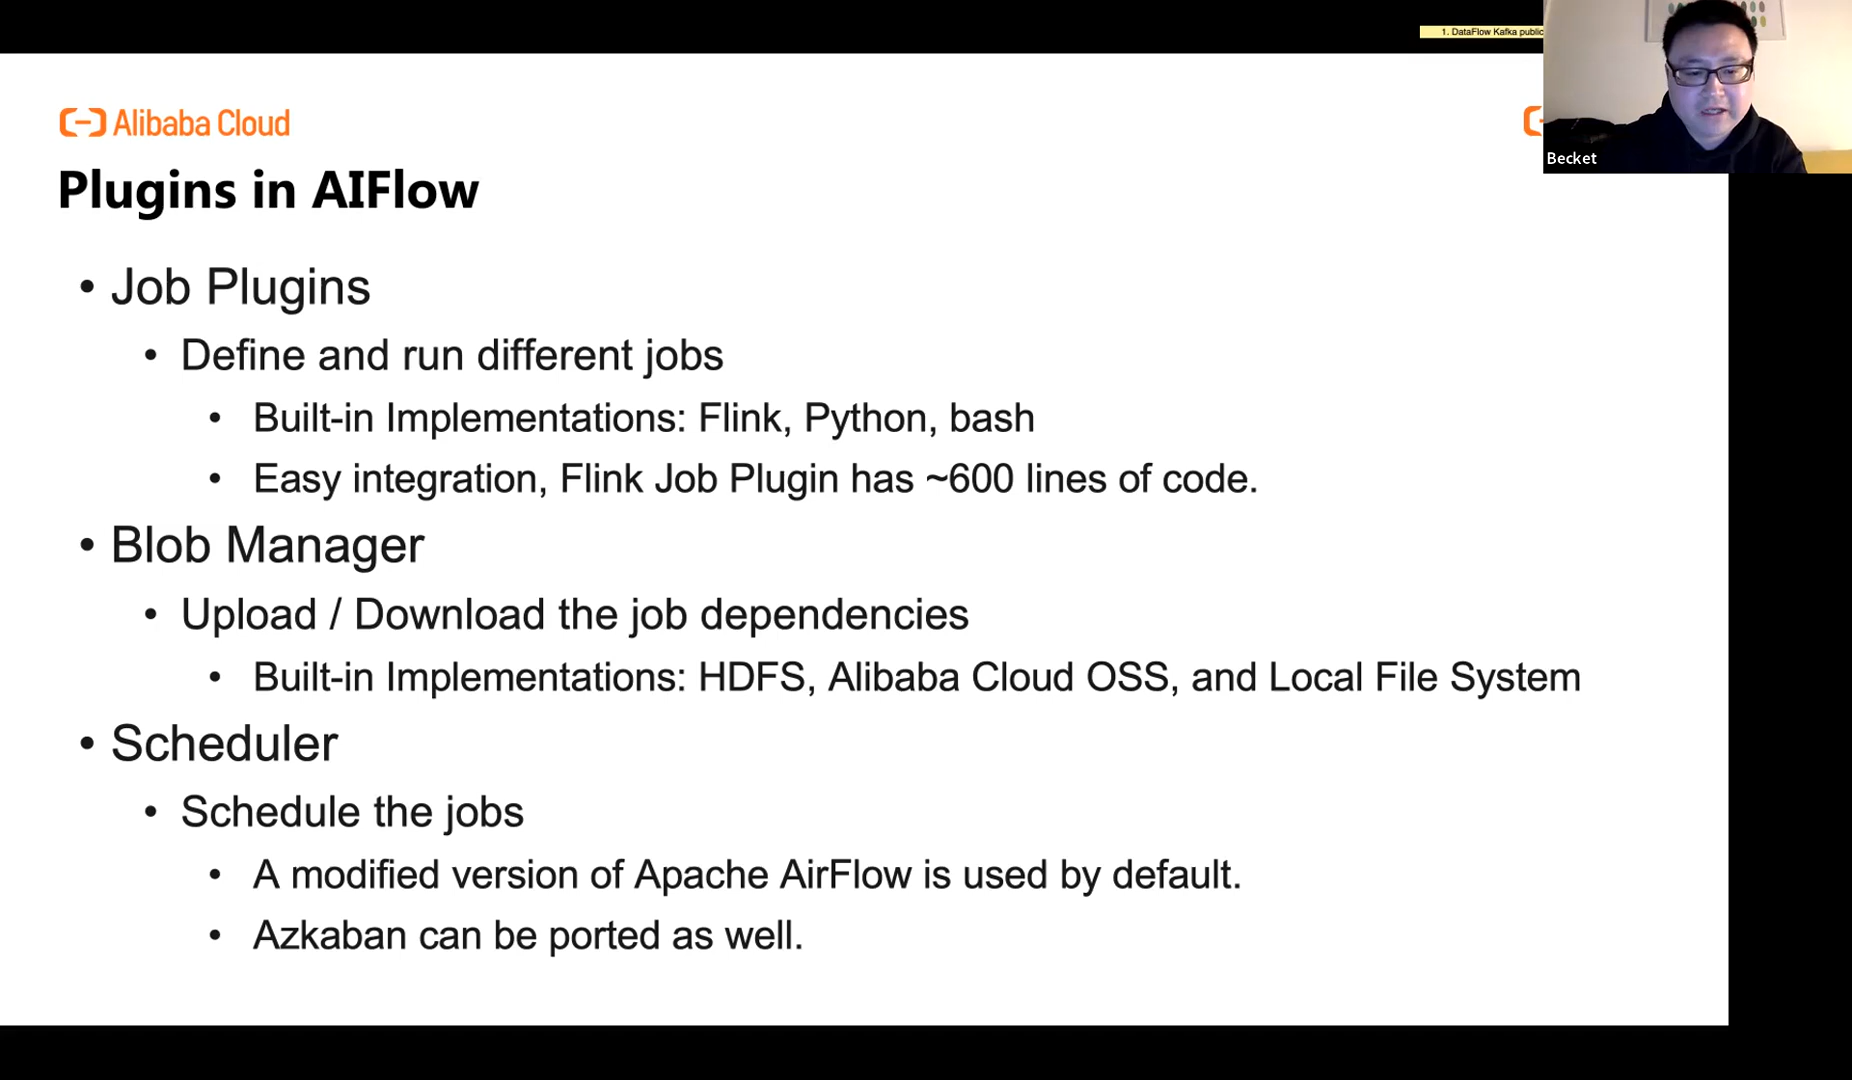 1. DataFlow Kafka public
Alibaba Cloud
Becket
Plugins in AIFlow
• Job Plugins
• Define and run different jobs
• Built-in Implementations: Flink, Python, bash
• Easy integration, Flink Job Plugin has ~600 lines of code.
• Blob Manager
• Upload / Download the job dependencies
• Built-in Implementations: HDFS, Alibaba Cloud OSS, and Local File System
• Scheduler
• Schedule the jobs
• A modified version of Apache AirFlow is used by default.
• Azkaban can be ported as well.